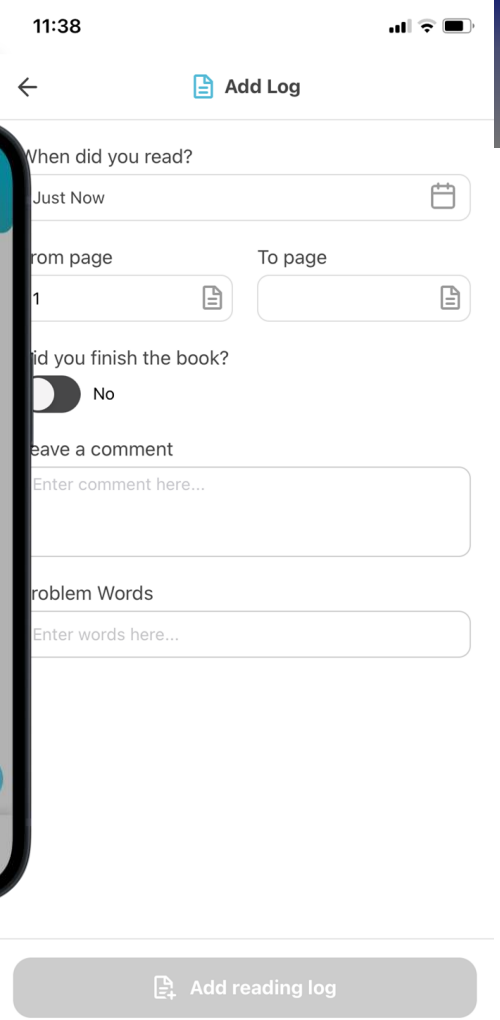 11:38
Add Log
When did you read?
Just Now
rom page
To page
1
id you finish the book?
No
eave a comment
Enter comment here...
roblem Words
Enter words here...
Add reading log